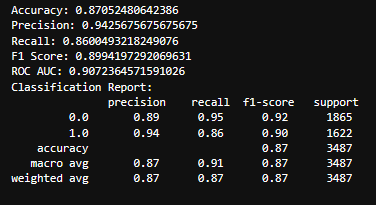 Accuracy: 0.87052480642386
Precision: 0.9425675675675675
Recall: 0.8600493218249076
F1 Score: 0.8994197292069631
ROC AUC: 0.9072364571591026
Classification Report:
precision recall f1-score support
0.0 0.89 0.95 0.92 1865
1.0 0.94 0.86 0.90 1622
accuracy 0.87 3487
macro avg 0.87 0.91 0.87 3487
weighted avg 0.87 0.87 0.87 3487